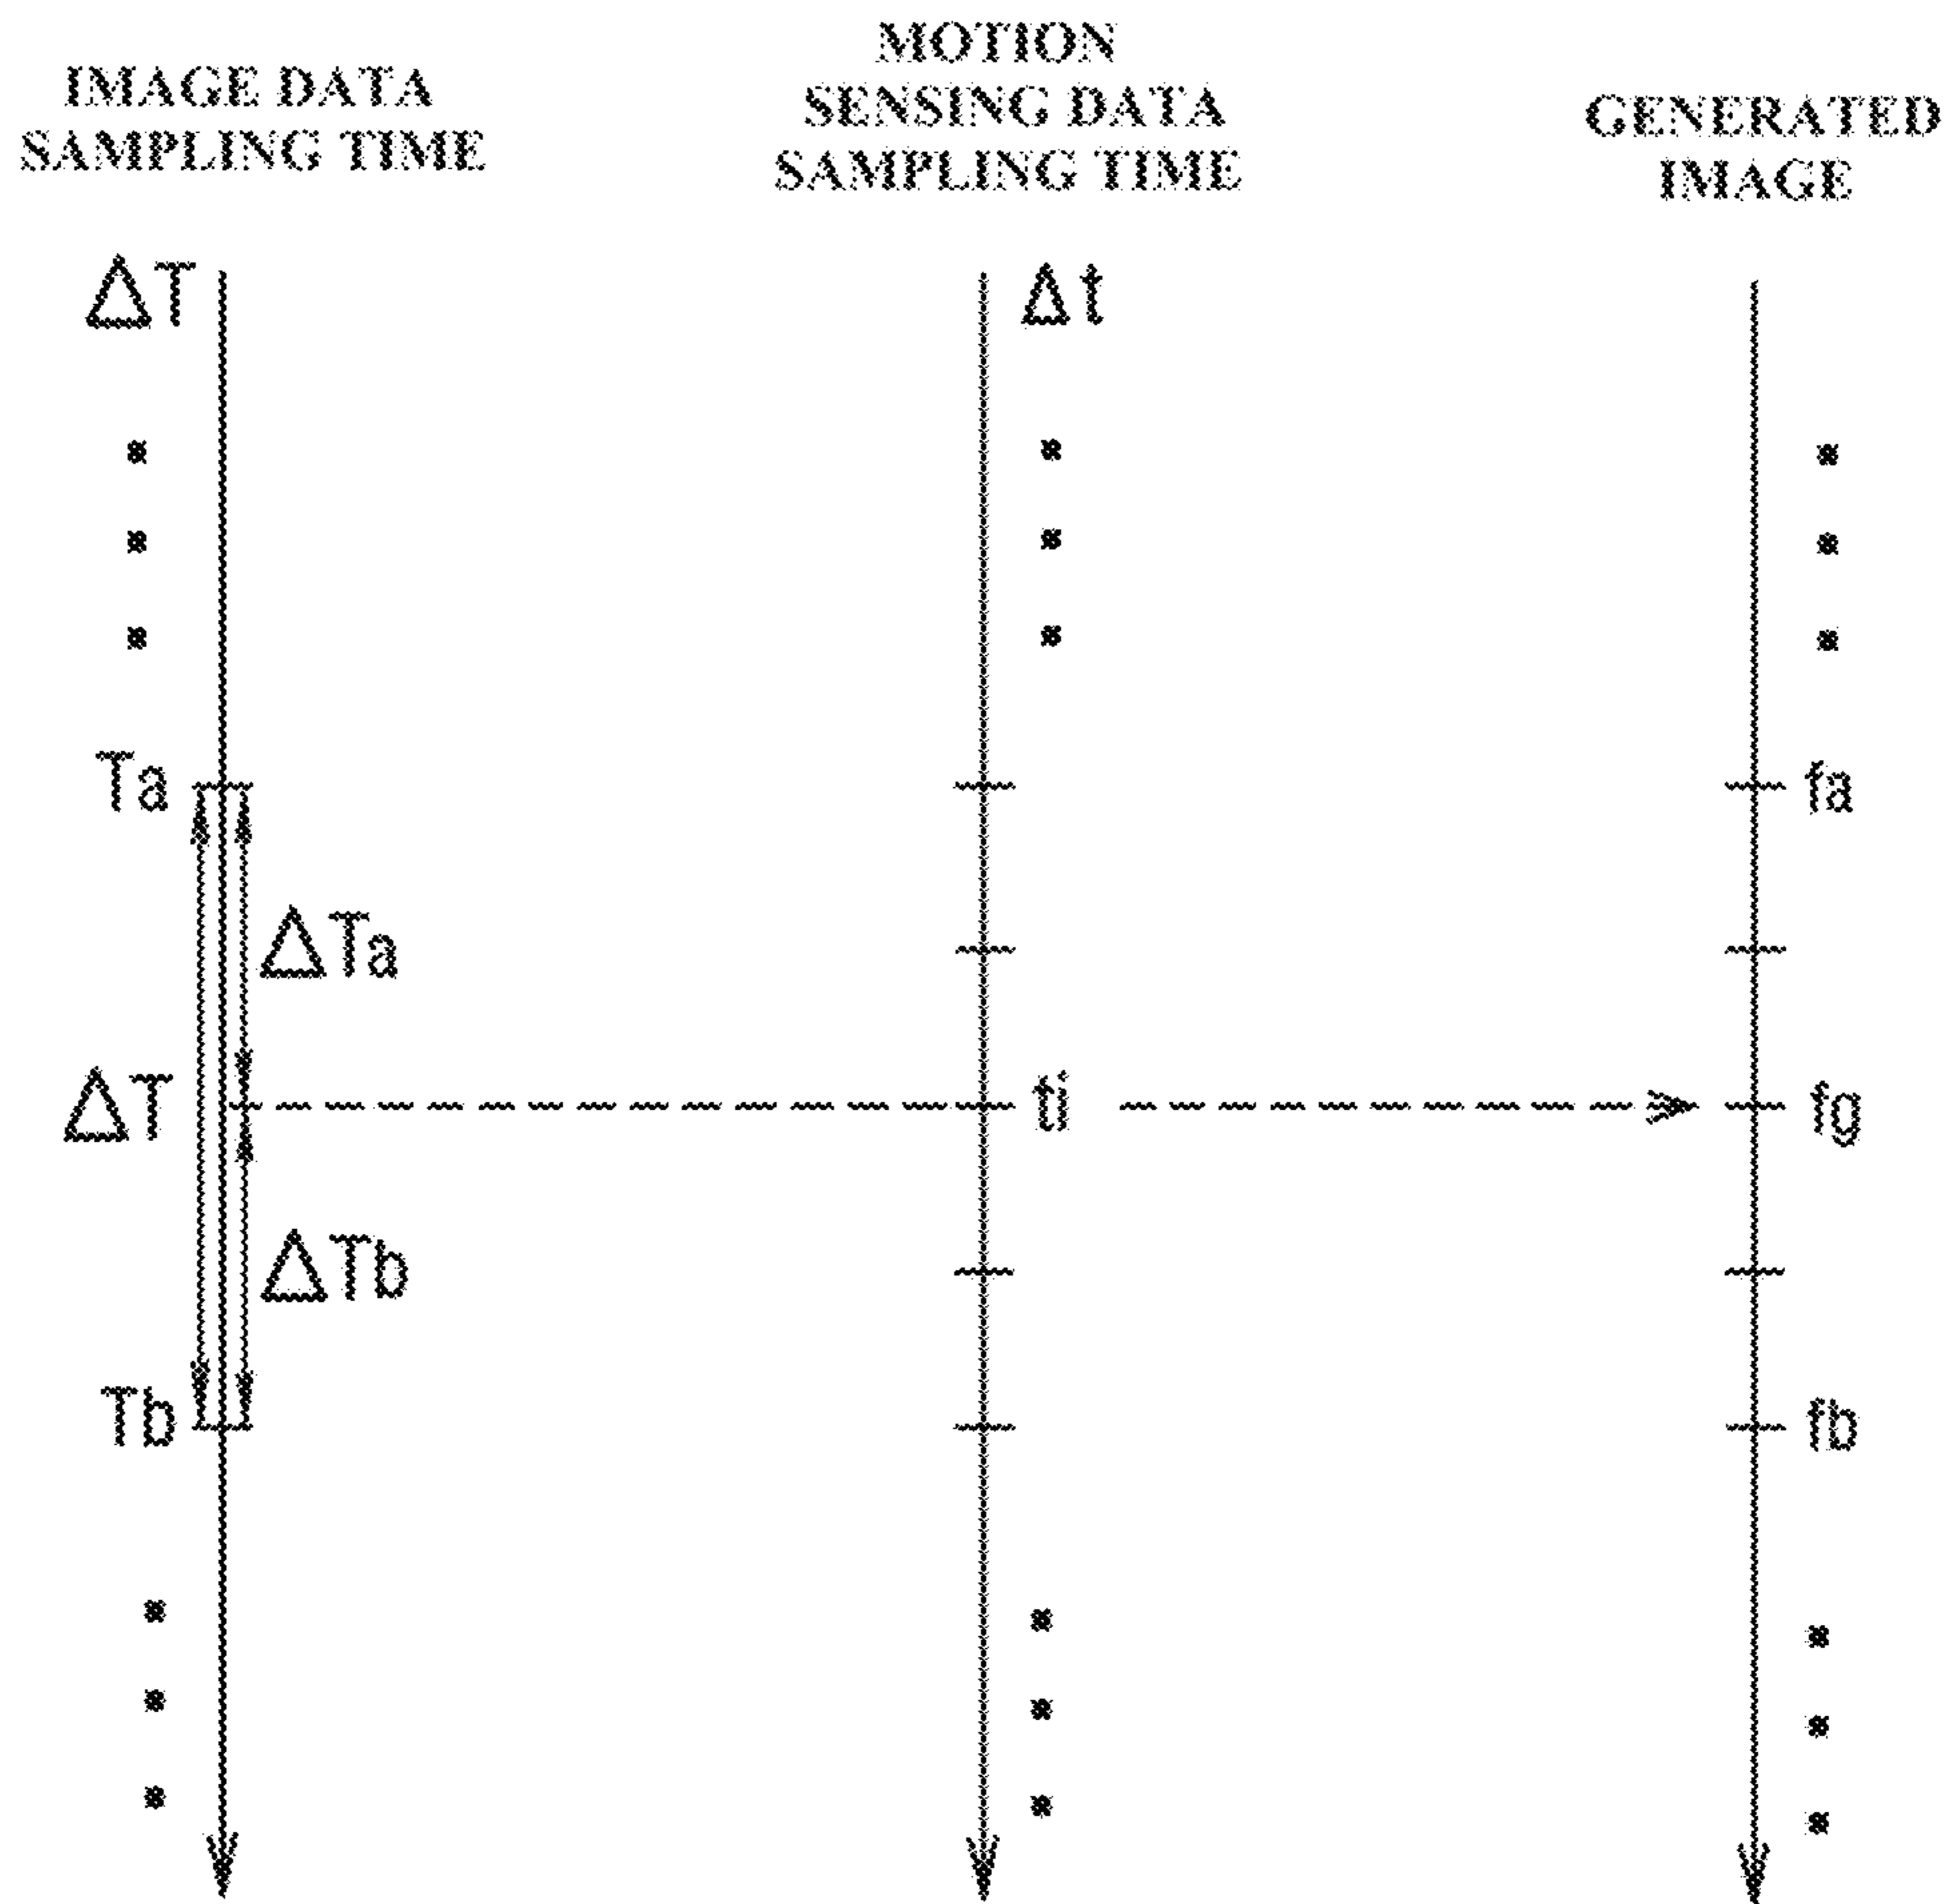 IMAGE DATA
SAMPLING TIME
MOTION
SENSING DATA
SAMPLING TIME
GENERATED
IMAGE
ΔT
Δt
Ta
fa
ΔTa
ΔT
ti
fg
ΔTb
Tb
fb